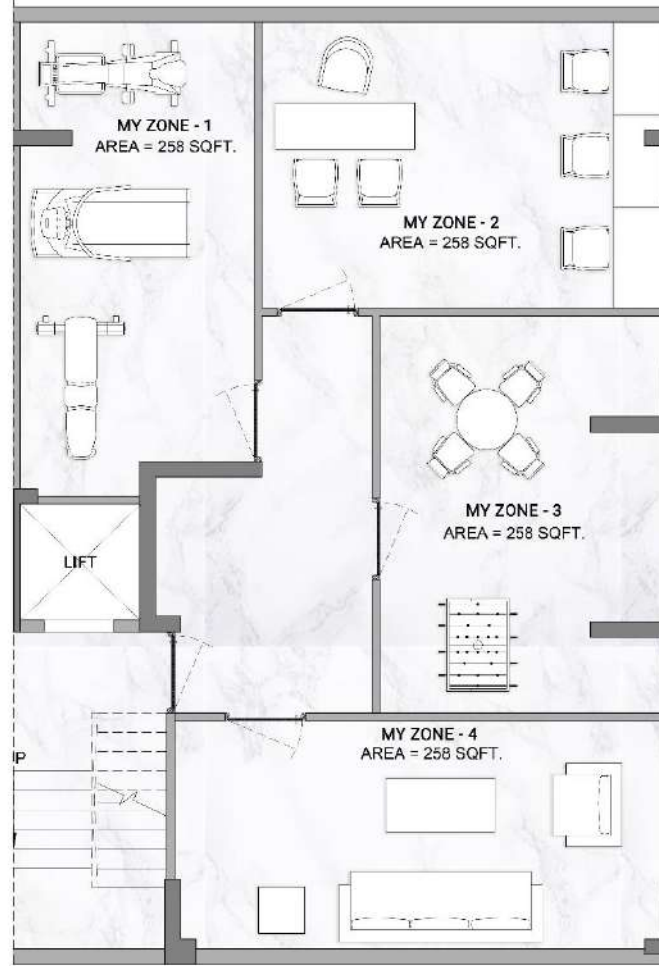 MY ZONE - 1
AREA = 258 SQFT.
MY ZONE - 2
AREA = 258 SQFT.
MY ZONE - 3
AREA = 258 SQFT.
LIFT
MY ZONE - 4
AREA = 258 SQFT.